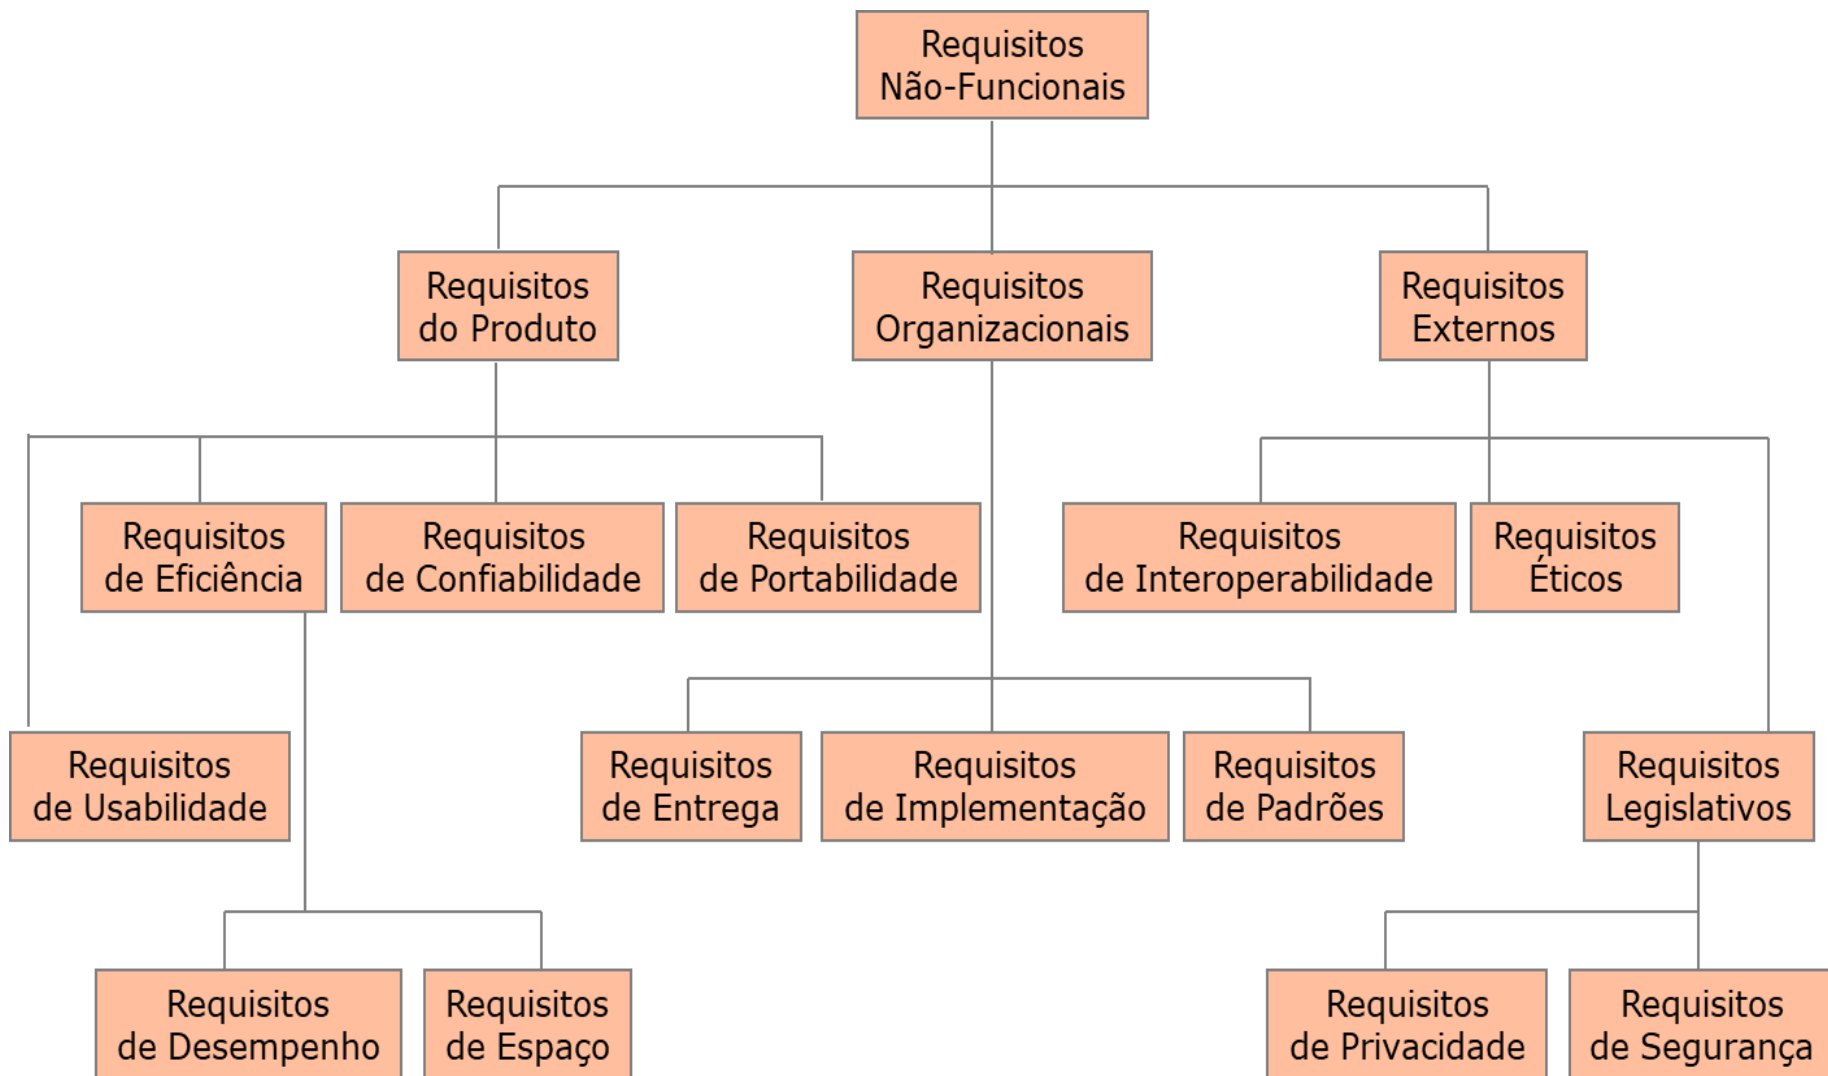 Requisitos
Não-Funcionais
Requisitos
do Produto
Requisitos
Organizacionais
Requisitos
Externos
Requisitos
de Eficiência
Requisitos
de Confiabilidade
Requisitos
de Portabilidade
Requisitos
de Interoperabilidade
Requisitos
Éticos
Requisitos
de Usabilidade
Requisitos
de Entrega
Requisitos
de Implementação
Requisitos
de Padrões
Requisitos
Legislativos
Requisitos
de Desempenho
Requisitos
de Espaço
Requisitos
de Privacidade
Requisitos
de Segurança